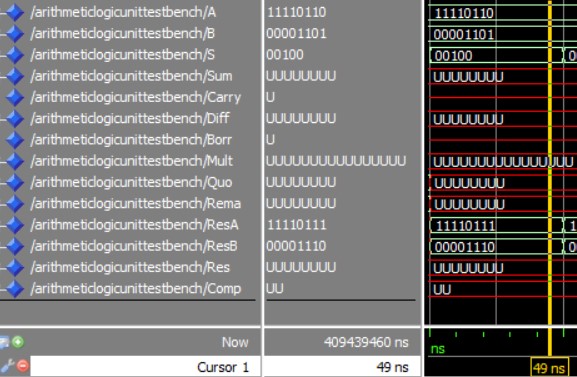 /arithmeticlogicunittestbench/A 11110110 11110110
/arithmeticlogicunittestbench/B 00001101 00001101
/arithmeticlogicunittestbench/S 00100 00100 0
/arithmeticlogicunittestbench/Sum UUUUUUUU UUUUUUUU
/arithmeticlogicunittestbench/Carry U
/arithmeticlogicunittestbench/Diff UUUUUUUU UUUUUUUU
/arithmeticlogicunittestbench/Borr U
/arithmeticlogicunittestbench/Mult UUUUUUUUUUUUUUUU UUUUUUUUUUUUUUUU
/arithmeticlogicunittestbench/Quo UUUUUUUU UUUUUUUU
/arithmeticlogicunittestbench/Rema UUUUUUUU UUUUUUUU
/arithmeticlogicunittestbench/ResA 11110111 11110111 1
/arithmeticlogicunittestbench/ResB 00001110 00001110 0
/arithmeticlogicunittestbench/Res UUUUUUUU UUUUUUUU
/arithmeticlogicunittestbench/Comp UU UU
Now 409439460 ns ns
Cursor 1 49 ns 49 ns